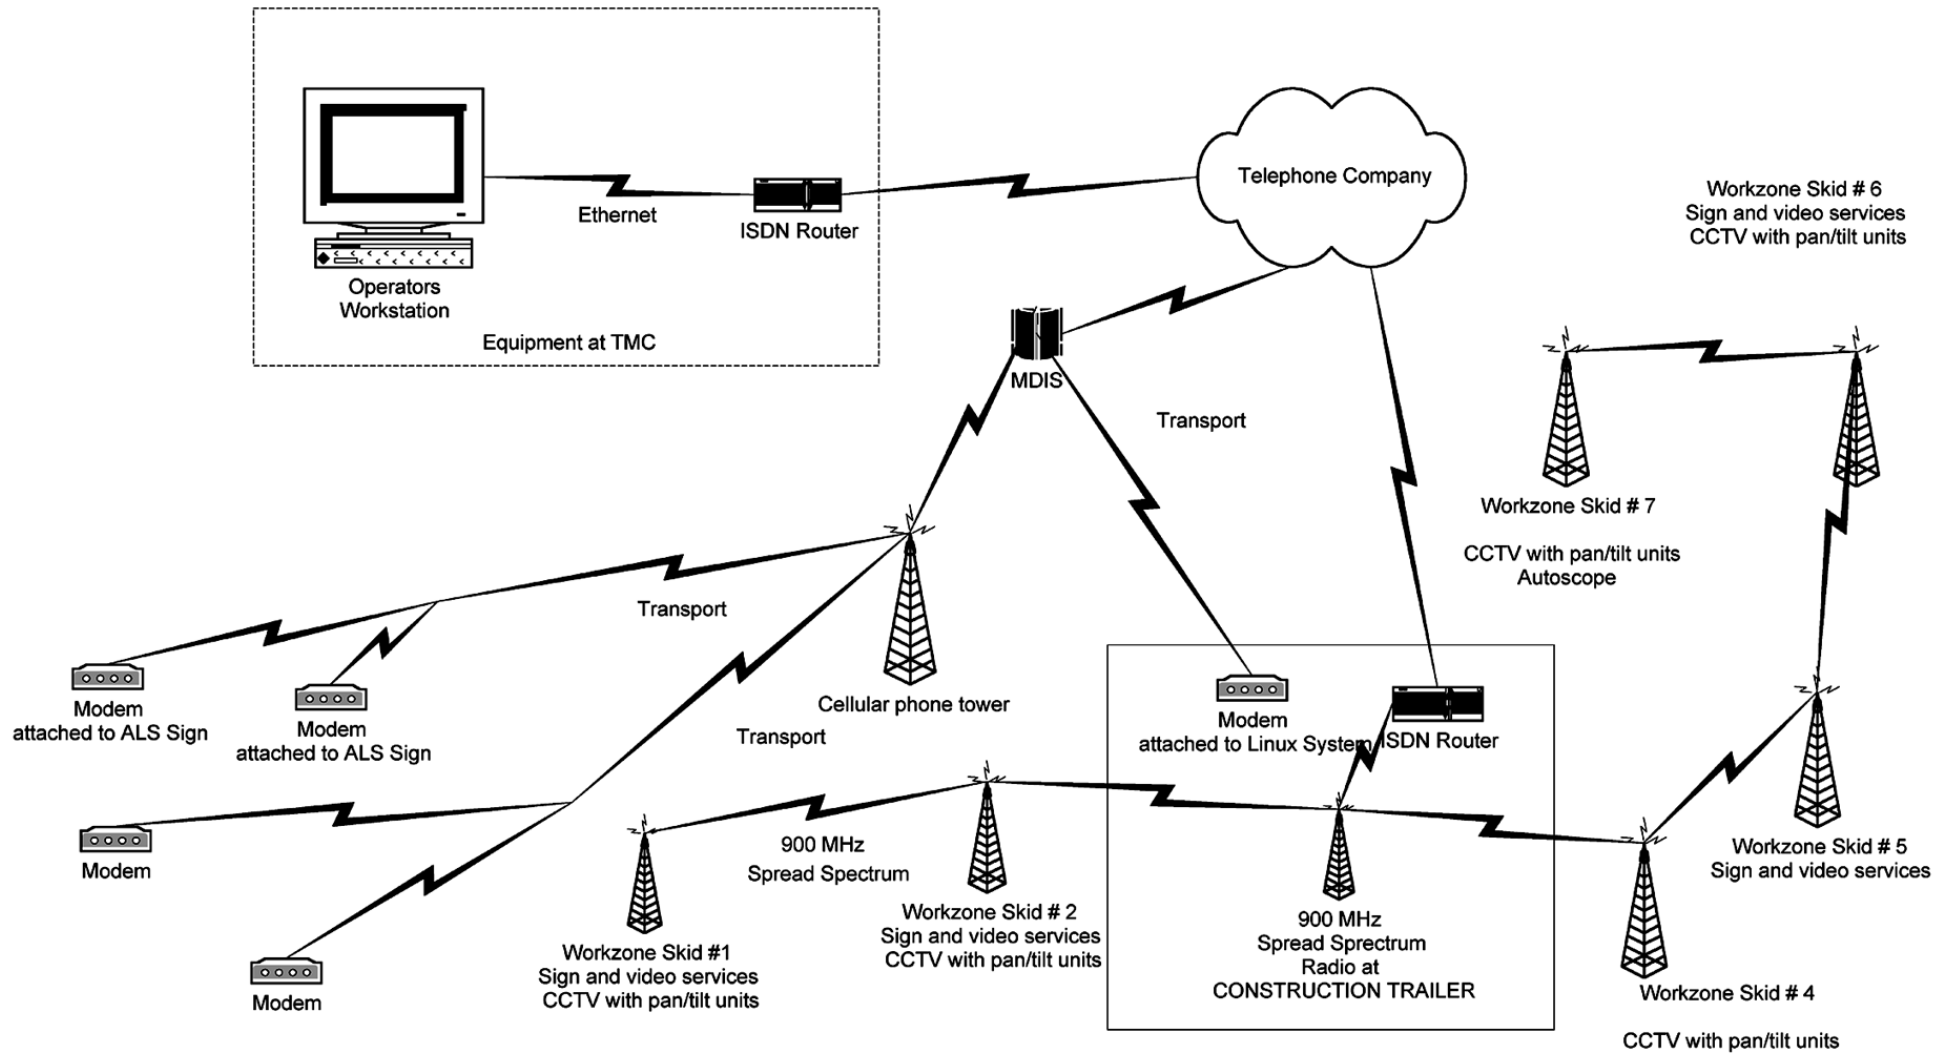 Telephone Company
Ethernet
ISDN Router
Operators
Workstation
Equipment at TMC
Workzone Skid # 6
Sign and video services
CCTV with pan/tilt units
MDIS
Transport
Workzone Skid # 7
CCTV with pan/tilt units
Autoscope
Transport
Cellular phone tower
Modem
attached to ALS Sign
Modem
attached to ALS Sign
Transport
Modem
attached to Linux System
ISDN Router
900 MHz
Spread Spectrum
Modem
Workzone Skid # 5
Sign and video services
Workzone Skid # 2
Sign and video services
CCTV with pan/tilt units
900 MHz
Spread Sprectrum
Radio at
CONSTRUCTION TRAILER
Workzone Skid #1
Sign and video services
CCTV with pan/tilt units
Modem
Workzone Skid # 4
CCTV with pan/tilt units